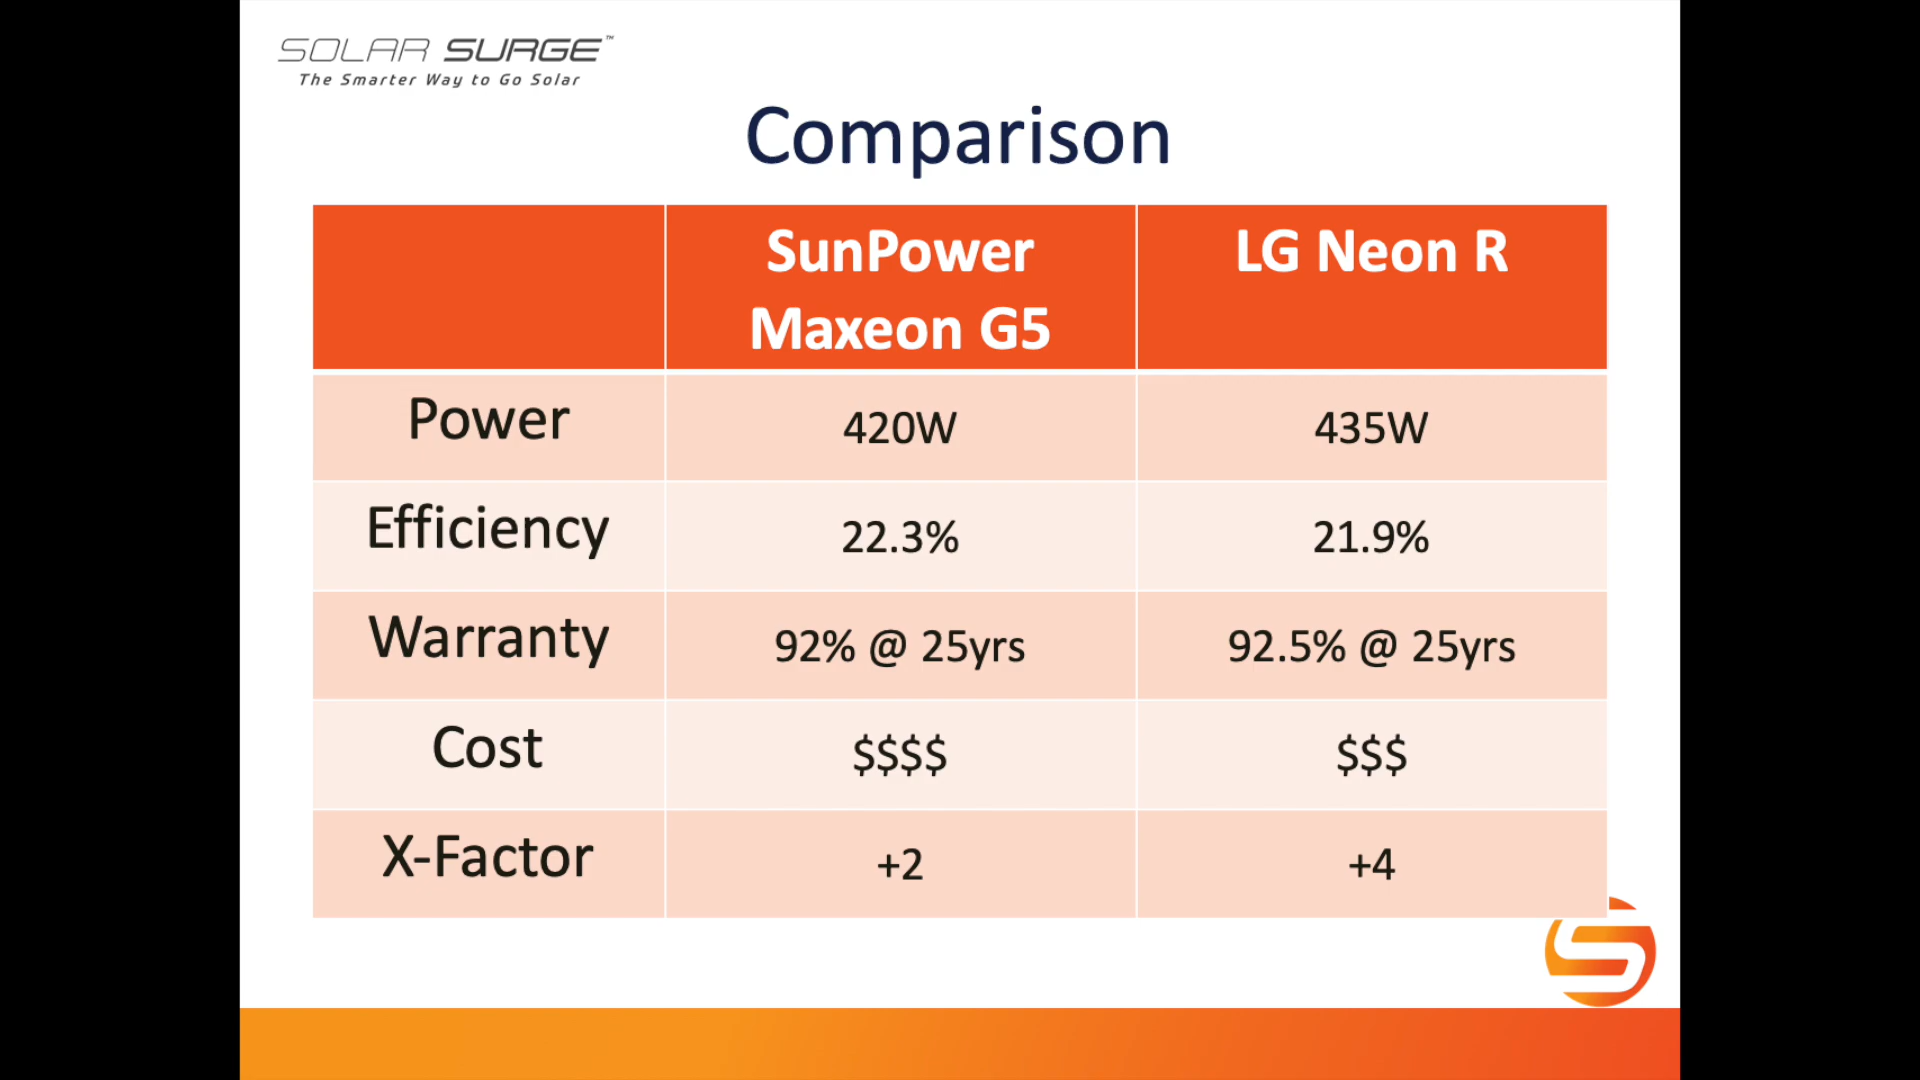 SOLAR SURGE™
The Smarter Way to Go Solar
Comparison
SunPower
Maxeon G5
LG Neon R
Power
420W
435W
Efficiency
22.3%
21.9%
Warranty
92% @ 25yrs
92.5% @ 25yrs
Cost
$$$$
$$$
X-Factor
+2
+4